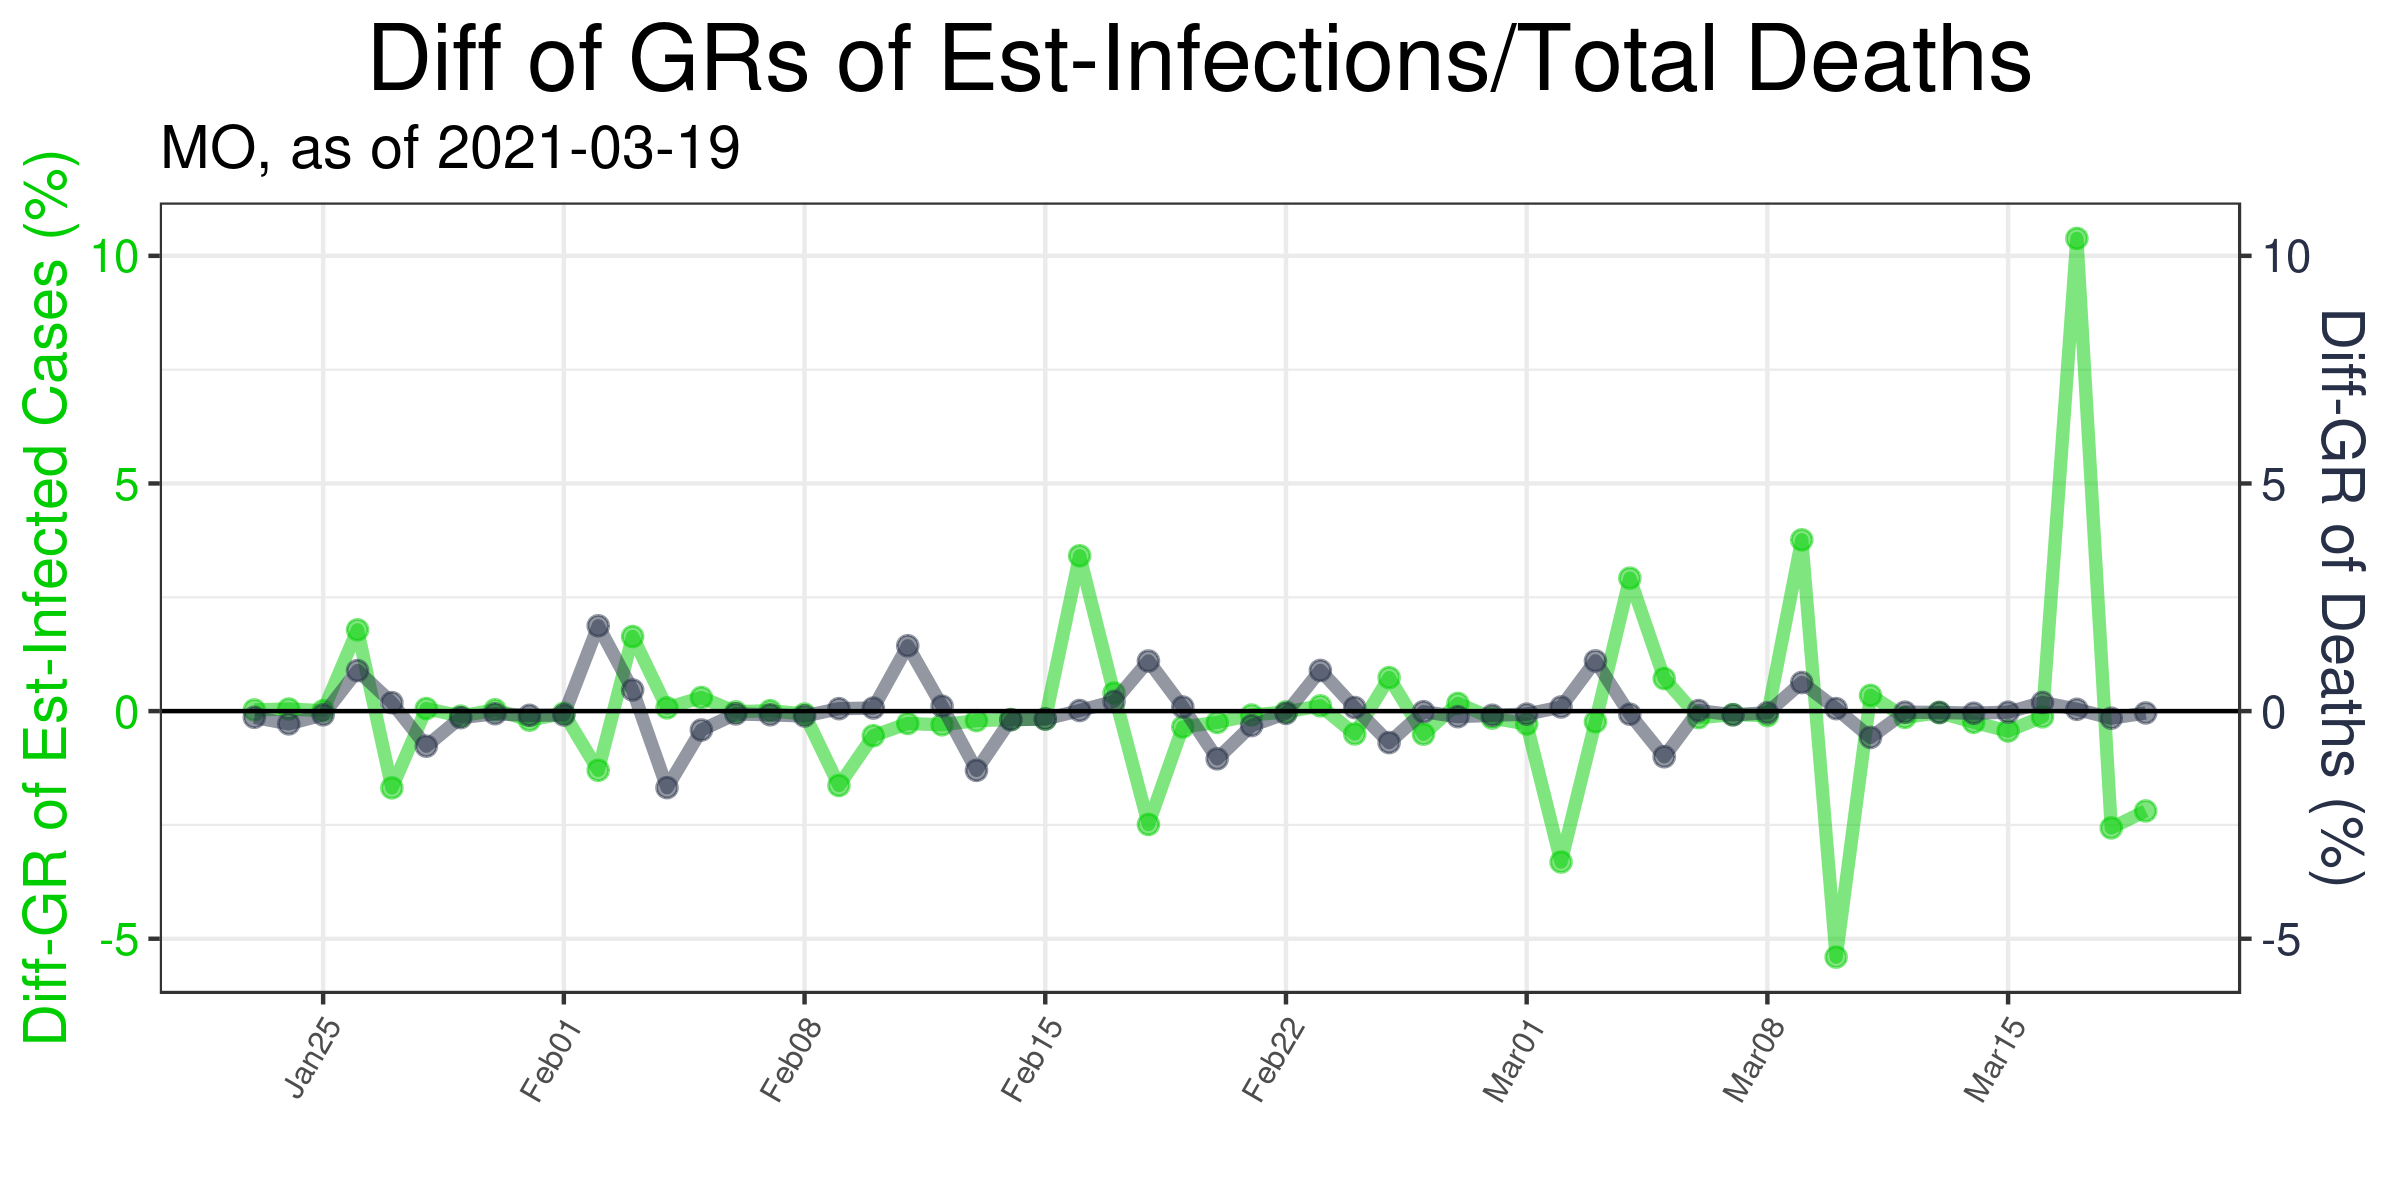 Diff of GRs of Est-Infections/Total Deaths
MO, as of 2021-03-19
Diff-GR of Est-Infected Cases (%)
10
5
0
-5
10
5
0
-5
Diff-GR of Deaths (%)
Jan25
Feb01
Feb08
Feb15
Feb22
Mar01
Mar08
Mar15